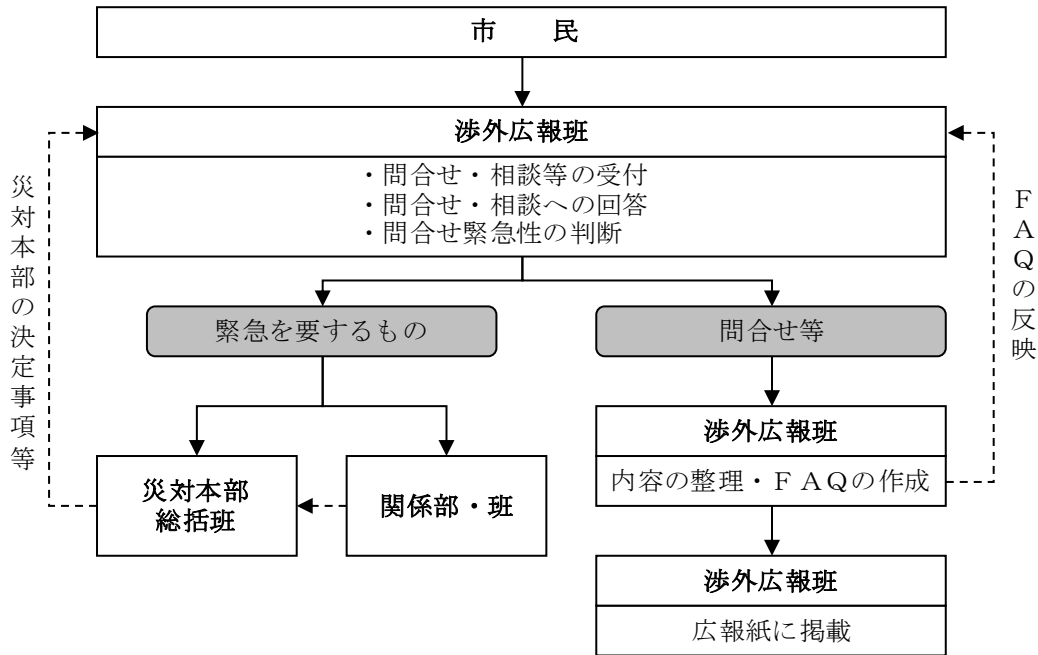 市　　民
渉外広報班
・問合せ・相談等の受付
・問合せ・相談への回答
・問合せ緊急性の判断
災対本部の決定事項等
ＦＡＱの反映
緊急を要するもの
問合せ等
災対本部
総括班
関係部・班
渉外広報班
内容の整理・ＦＡＱの作成
渉外広報班
広報紙に掲載